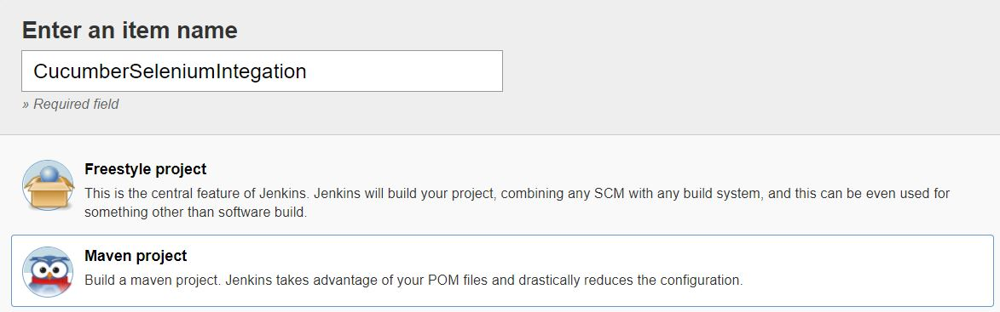 Enter an item name
CucumberSeleniumIntegation
» Required field
Freestyle project
This is the central feature of Jenkins. Jenkins will build your project, combining any SCM with any build system, and this can be even used for
something other than software build.
Maven project
Build a maven project. Jenkins takes advantage of your POM files and drastically reduces the configuration.